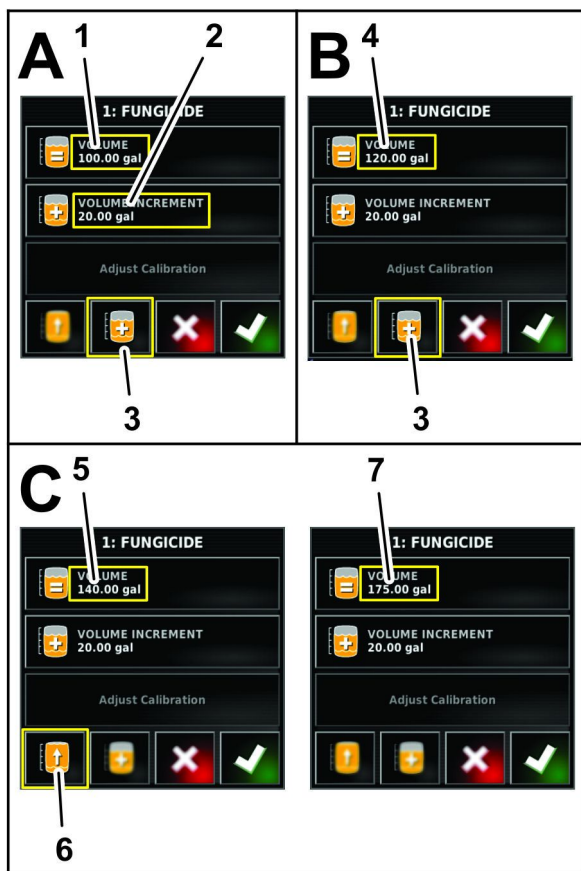 A
1
2
1: FUNGICIDE
VOLUME
100.00 gal
VOLUME INCREMENT
20.00 gal
Adjust Calibration
3
B
4
1: FUNGICIDE
VOLUME
120.00 gal
VOLUME INCREMENT
20.00 gal
Adjust Calibration
3
C
5
1: FUNGICIDE
VOLUME
140.00 gal
VOLUME INCREMENT
20.00 gal
Adjust Calibration
6
7
1: FUNGICIDE
VOLUME
175.00 gal
VOLUME INCREMENT
20.00 gal
Adjust Calibration